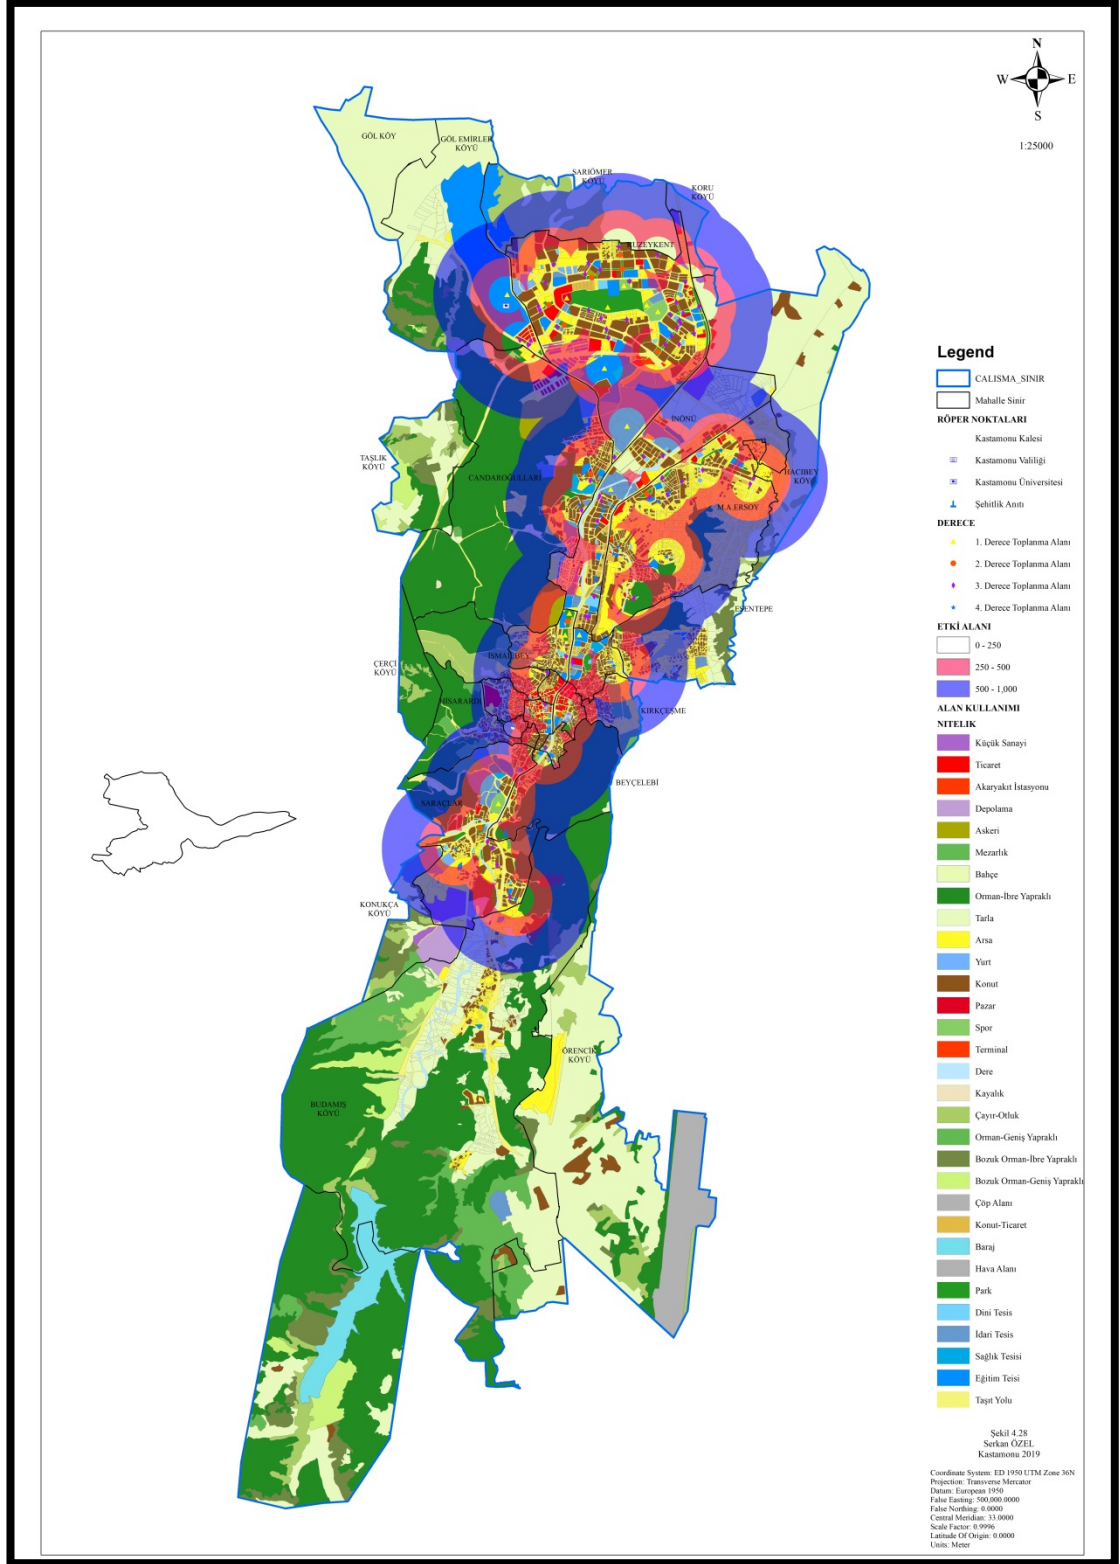 N
W E
S
1:25000
GÖL KÖY
GÖL EMİRLER
KÖYÜ
SARIÖMER
KÖYÜ
KORU
KÖYÜ
KUZEYKENT
İNÖNÜ
TAŞLIK
KÖYÜ
CANDAROĞULLARI
HACIBEY
KÖYÜ
M.A.ERSOY
ESENTEPE
İSMAİLBEY
ÇERÇİ
KÖYÜ
HİSARARDI
KIRKÇEŞME
BEYÇELEBİ
SARAÇLAR
KONUKÇA
KÖYÜ
ÖRENCİK
KÖYÜ
BUDAMIŞ
KÖYÜ
Legend
CALISMA_SINIR
Mahalle Sinir
RÖPER NOKTALARI
Kastamonu Kalesi
Kastamonu Valiliği
Kastamonu Üniversitesi
Şehitlik Anıtı
DERECE
1. Derece Toplanma Alanı
2. Derece Toplanma Alanı
3. Derece Toplanma Alanı
4. Derece Toplanma Alanı
ETKİ ALANI
0 - 250
250 - 500
500 - 1,000
ALAN KULLANIMI
NITELIK
Küçük Sanayi
Ticaret
Akaryakıt İstasyonu
Depolama
Askeri
Mezarlık
Bahçe
Orman-İbre Yapraklı
Tarla
Arsa
Yurt
Konut
Pazar
Spor
Terminal
Dere
Kayalık
Çayır-Otluk
Orman-Geniş Yapraklı
Bozuk Orman-İbre Yapraklı
Bozuk Orman-Geniş Yapraklı
Çöp Alanı
Konut-Ticaret
Baraj
Hava Alanı
Park
Dini Tesis
İdari Tesis
Sağlık Tesisi
Eğitim Teisi
Taşıt Yolu
Şekil 4.28
Serkan ÖZEL
Kastamonu 2019
Coordinate System: ED 1950 UTM Zone 36N
Projection: Transverse Mercator
Datum: European 1950
False Easting: 500,000.0000
False Northing: 0.0000
Central Meridian: 33.0000
Scale Factor: 0.9996
Latitude Of Origin: 0.0000
Units: Meter